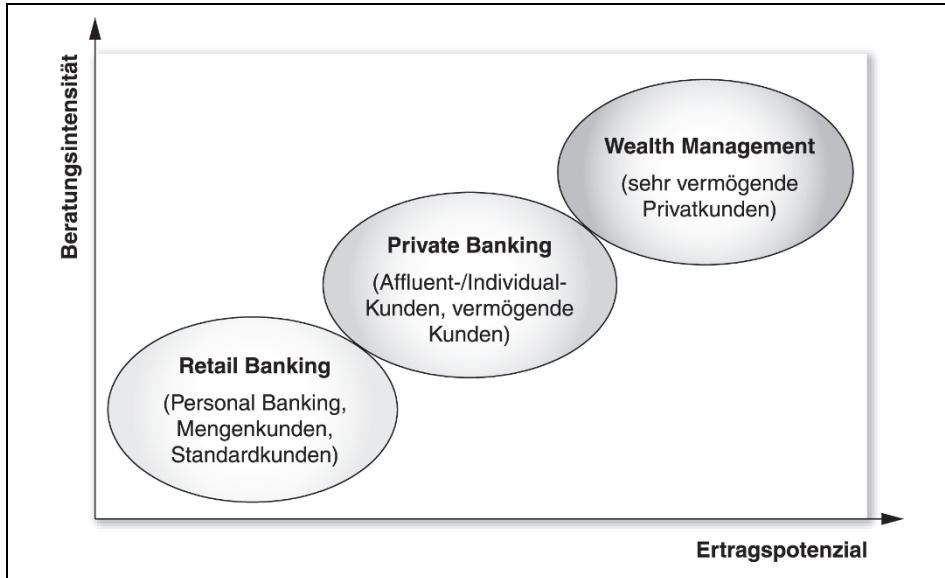 Beratungsintensität
Wealth Management
(sehr vermögende
Privatkunden)
Private Banking
(Affluent-/Individual-
Kunden, vermögende
Kunden)
Retail Banking
(Personal Banking,
Mengenkunden,
Standardkunden)
Ertragspotenzial